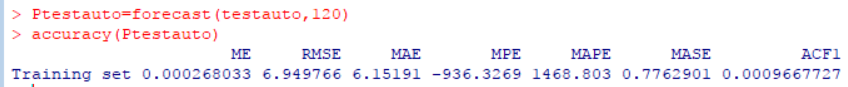 > Ptestauto=forecast(testauto,120)
> accuracy(Ptestauto)
ME RMSE MAE MPE MAPE MASE ACF1
Training set 0.000268033 6.949766 6.15191 -936.3269 1468.803 0.7762901 0.0009667727